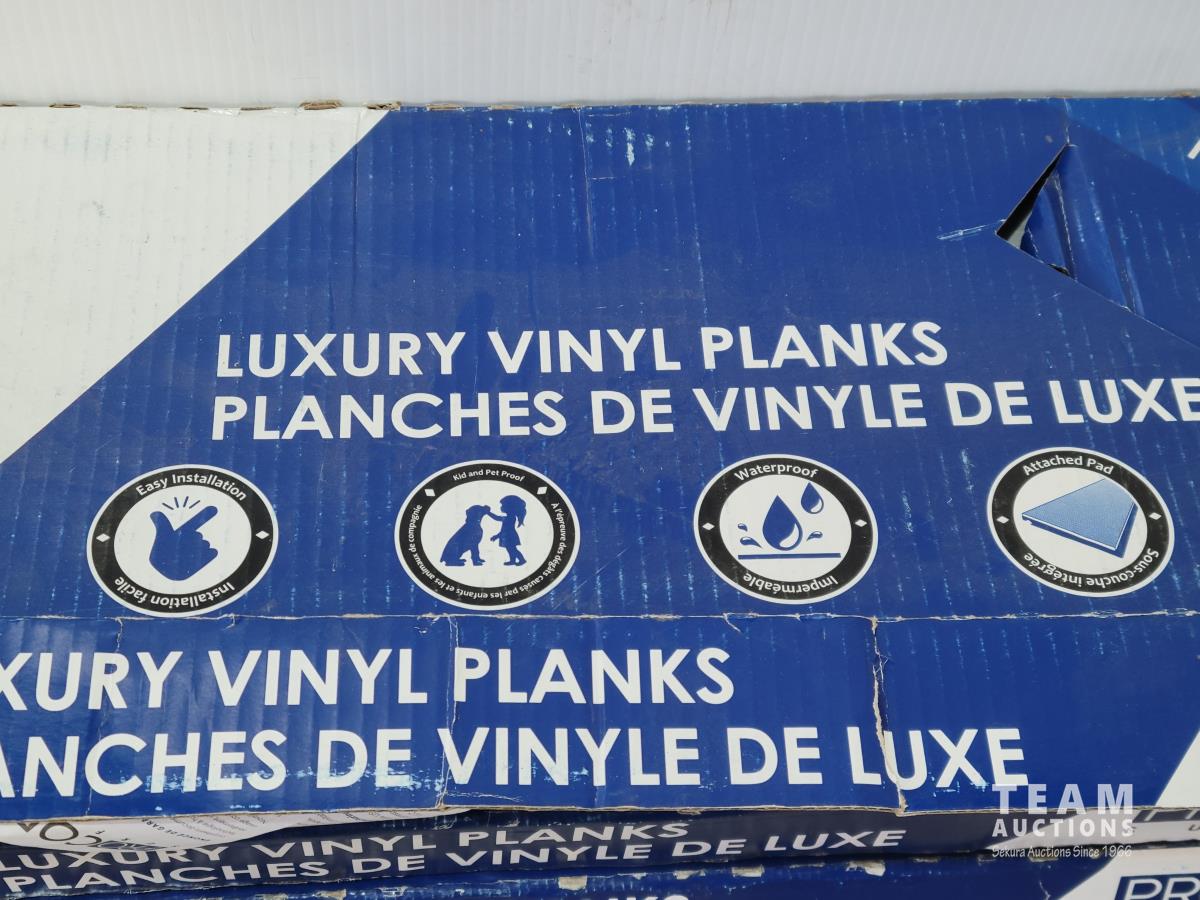 LUXURY VINYL PLANKS
PLANCHES DE VINYLE DE LUXE
Easy Installation
Installation facile
Kid and Pet Proof
À l'épreuve des dégâts causés par les enfants et les animaux de compagnie
Waterproof
Imperméable
Attached Pad
Sous-couche intégrée
XURY VINYL PLANKS
ANCHES DE VINYLE DE LUXE
LUXURY VINYL PLANKS
PLANCHES DE VINYLE DE LUXE
TEAM
AUCTIONS
Sekura Auctions Since 1966
PR